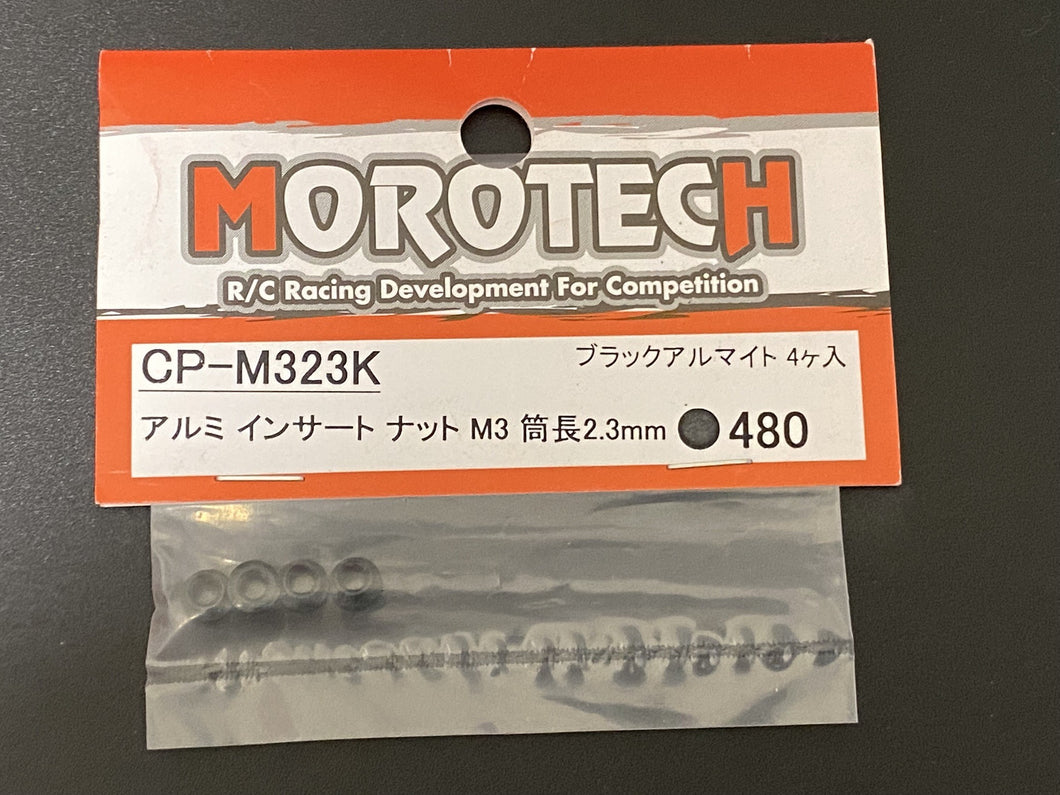 MOROTECH
R/C Racing Development For Competition
CP-M323K
ブラックアルマイト 4ヶ入
アルミ インサート ナット M3 筒長2.3mm ●480